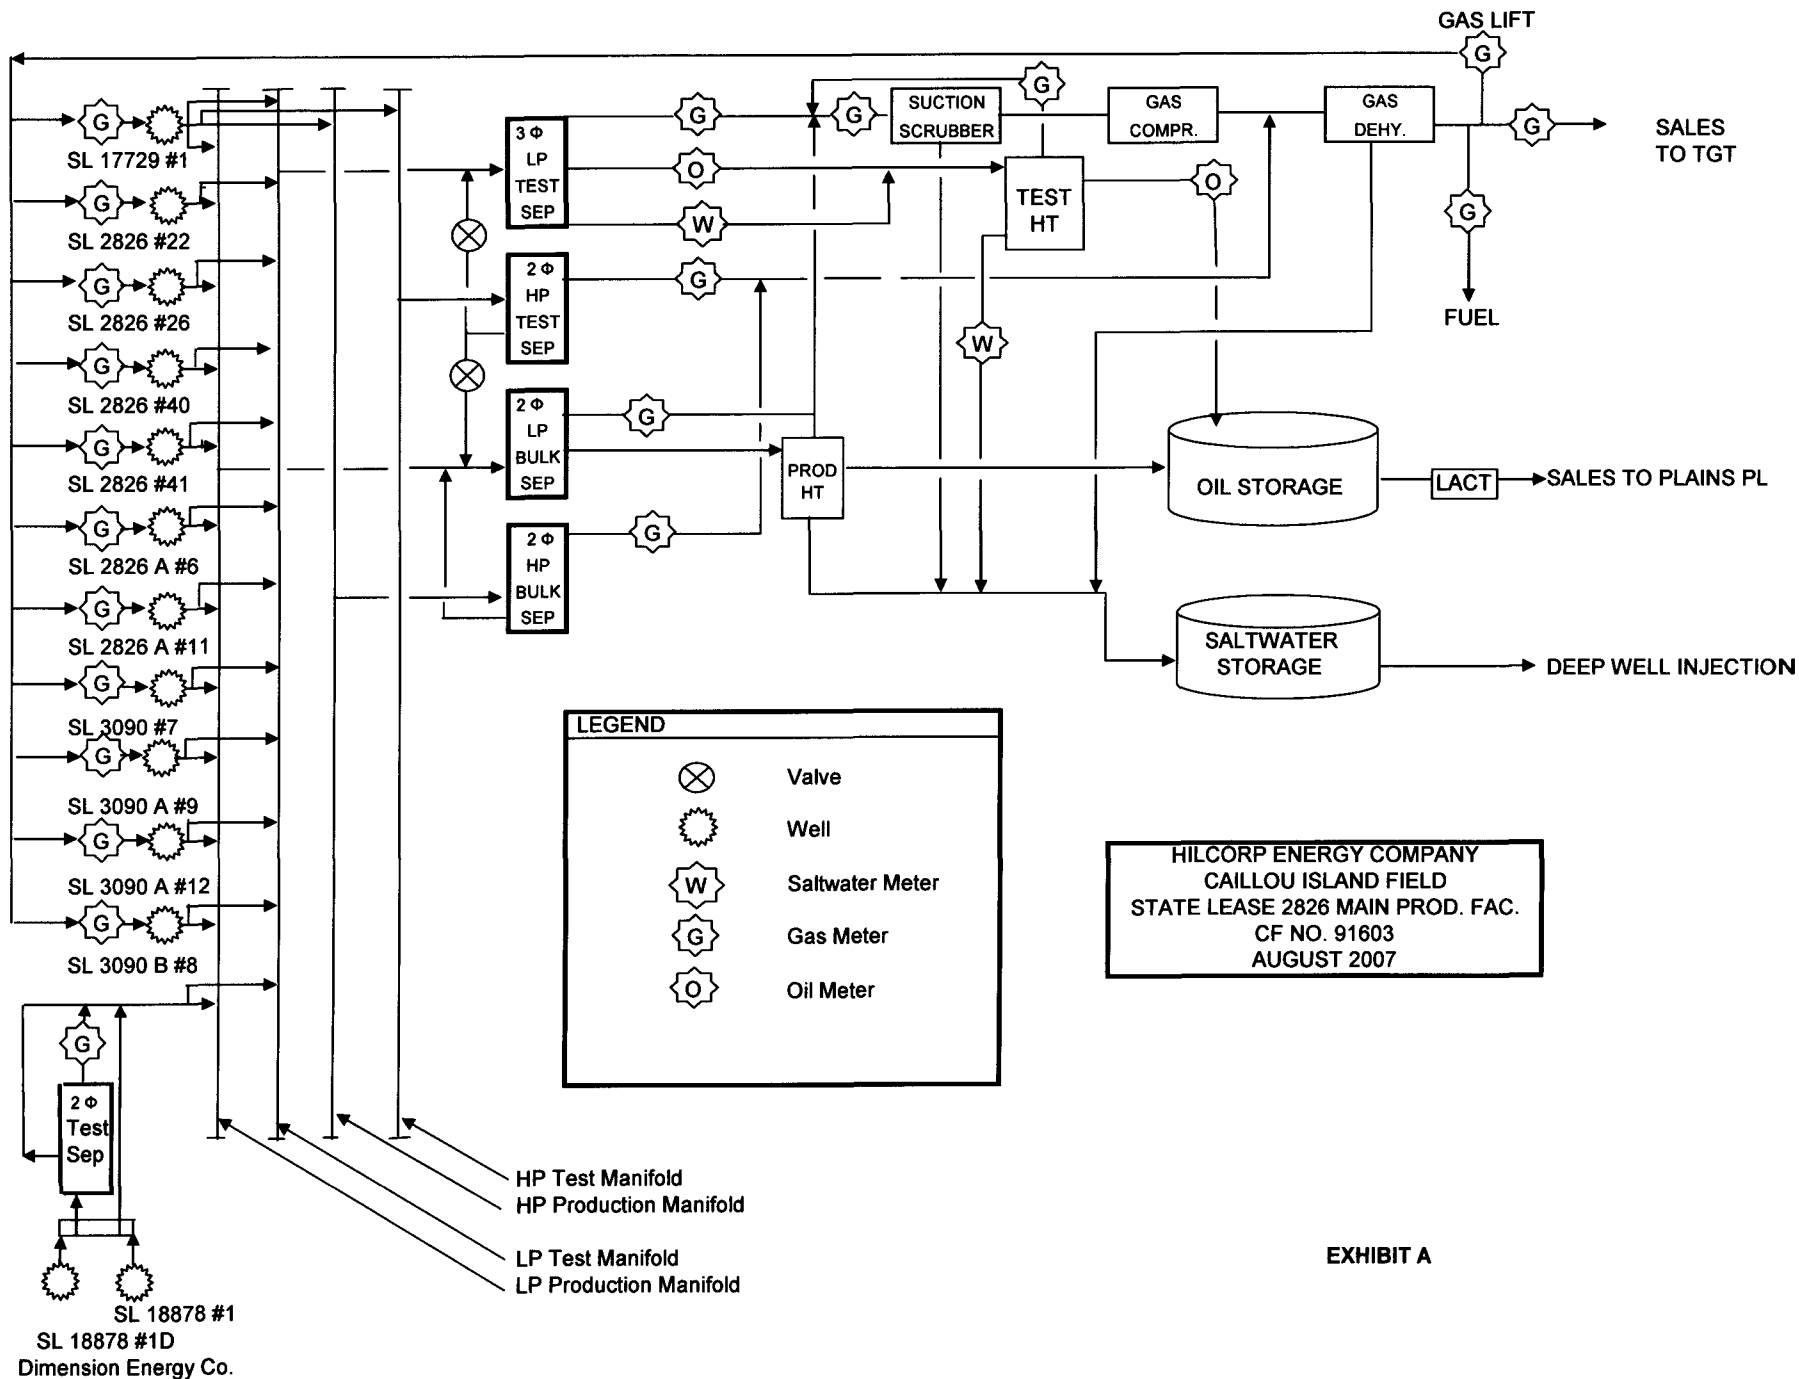 GAS LIFT
G
G
SUCTION
SCRUBBER
GAS
COMPR.
GAS
DEHY.
G
G
G
SALES
TO TGT
G
SL 17729 #1
3 Φ
LP
TEST
SEP
O
TEST
HT
O
G
SL 2826 #22
W
G
FUEL
G
SL 2826 #26
2 Φ
HP
TEST
SEP
G
W
G
SL 2826 #40
2 Φ
LP
BULK
SEP
G
G
SL 2826 #41
PROD
HT
OIL STORAGE
LACT
SALES TO PLAINS PL
G
SL 2826 A #6
2 Φ
HP
BULK
SEP
G
G
SL 2826 A #11
SALTWATER
STORAGE
DEEP WELL INJECTION
G
SL 3090 #7
G
SL 3090 A #9
G
SL 3090 A #12
G
SL 3090 B #8
LEGEND
Valve
Well
W Saltwater Meter
G Gas Meter
O Oil Meter
HILCORP ENERGY COMPANY
CAILLOU ISLAND FIELD
STATE LEASE 2826 MAIN PROD. FAC.
CF NO. 91603
AUGUST 2007
G
2 Φ
Test
Sep
HP Test Manifold
HP Production Manifold
LP Test Manifold
LP Production Manifold
SL 18878 #1
SL 18878 #1D
Dimension Energy Co.
EXHIBIT A